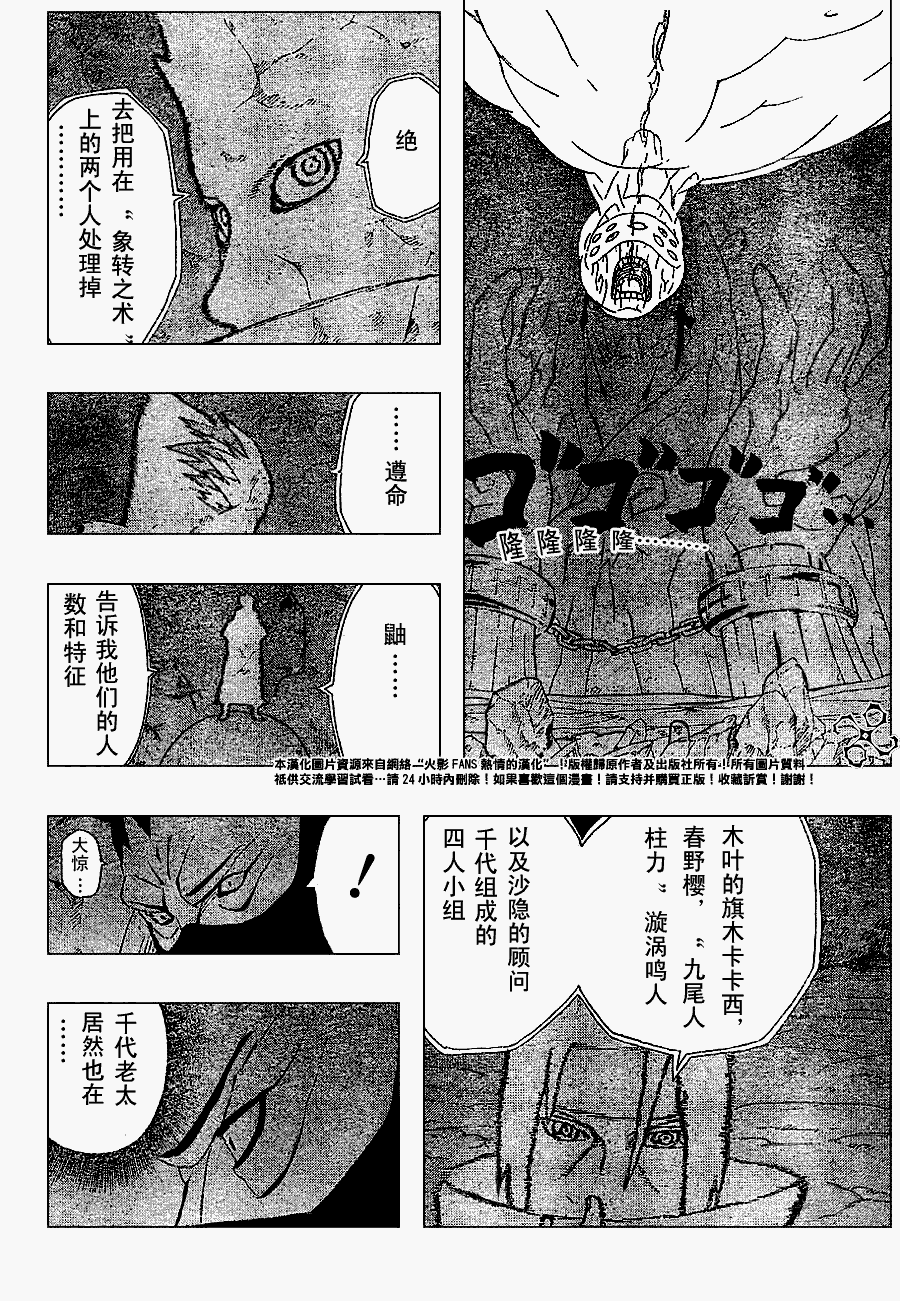 ゴゴゴゴ…
隆隆隆隆………
绝
去把用在“象转之术”
上的两个人处理掉
…………
……遵命
鼬……
告诉我他们的人
数和特征
本漢化圖片資源來自網絡—“火影FANS熱情的漢化”—！版權歸原作者及出版社所有！所有圖片質料
祇供交流學習試看…請24小時內刪除！如果喜歡這個漫畫！請支持并購買正版！收藏訢賞！謝謝！
木叶的旗木卡卡西，
春野樱，“九尾人
柱力”漩涡鸣人
以及沙隐的顾问
千代组成的
四人小组
！
大惊…
千代老太
居然也在
……